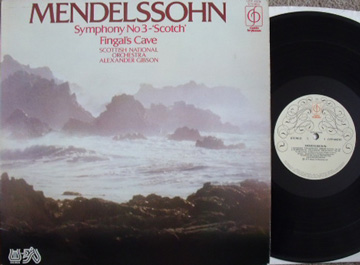 MENDELSSOHN
Symphony No 3-'Scotch'
Fingal's Cave
SCOTTISH NATIONAL
ORCHESTRA
ALEXANDER GIBSON